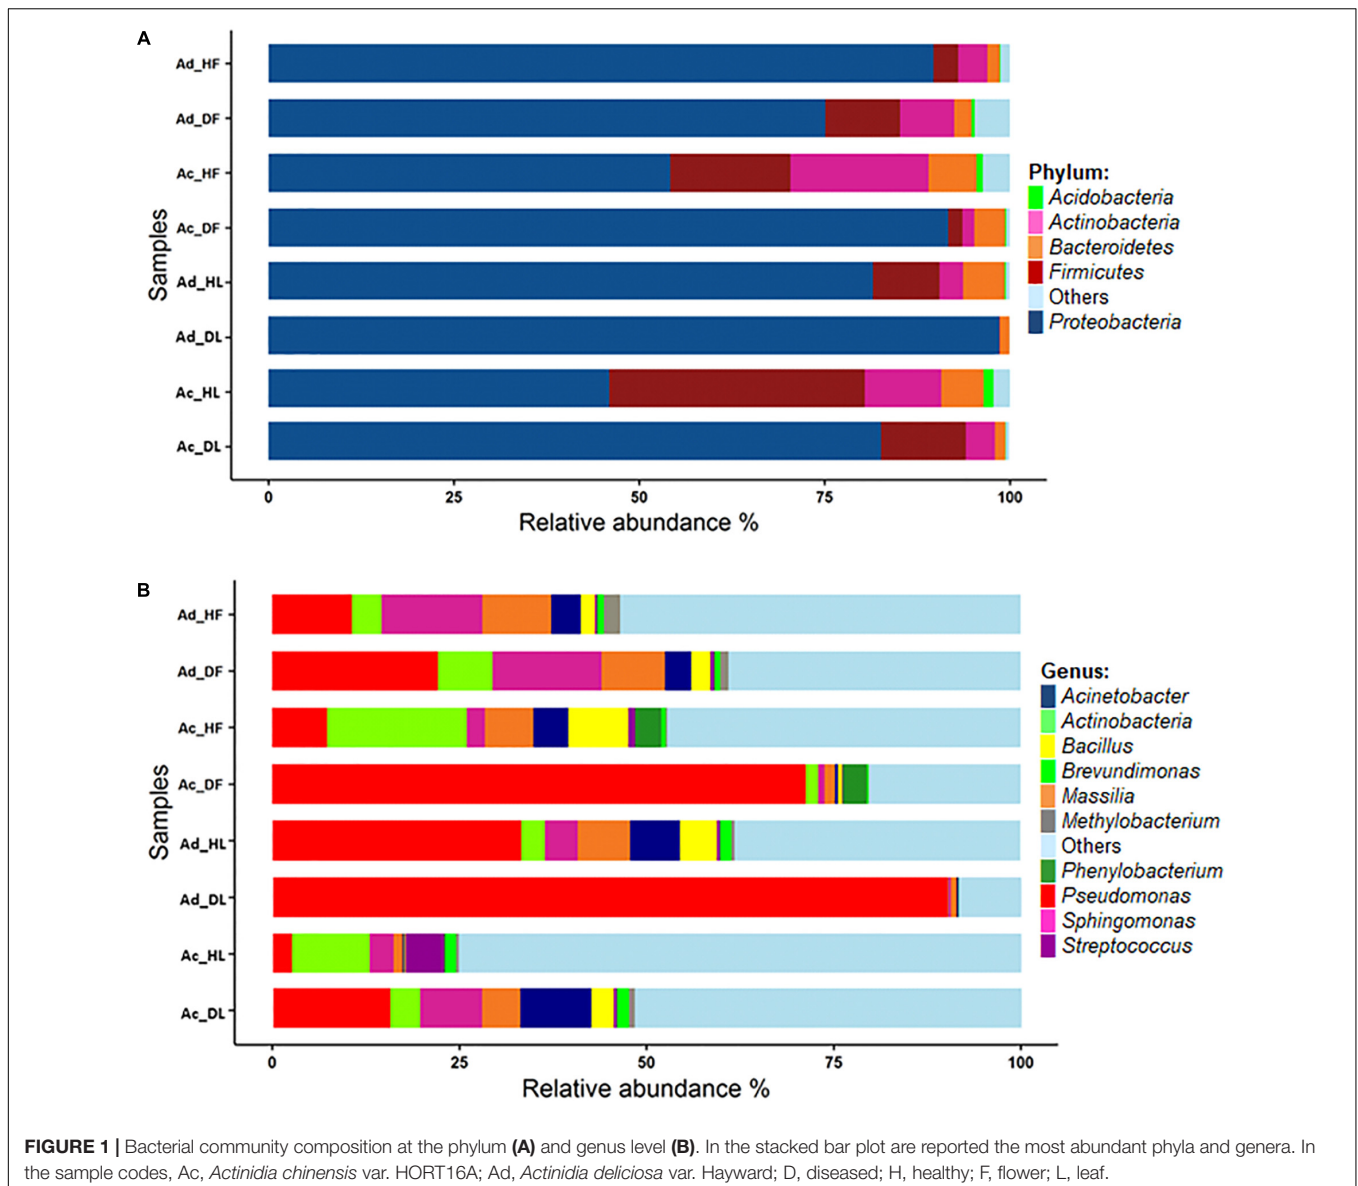 A
Ad_HF
Ad_DF
Ac_HF
Ac_DF
Ad_HL
Ad_DL
Ac_HL
Ac_DL
Samples
0 25 50 75 100
Relative abundance %
Phylum:
Acidobacteria
Actinobacteria
Bacteroidetes
Firmicutes
Others
Proteobacteria
B
Ad_HF
Ad_DF
Ac_HF
Ac_DF
Ad_HL
Ad_DL
Ac_HL
Ac_DL
Samples
0 25 50 75 100
Relative abundance %
Genus:
Acinetobacter
Actinobacteria
Bacillus
Brevundimonas
Massilia
Methylobacterium
Others
Phenylobacterium
Pseudomonas
Sphingomonas
Streptococcus
FIGURE 1 | Bacterial community composition at the phylum (A) and genus level (B). In the stacked bar plot are reported the most abundant phyla and genera. In
the sample codes, Ac, Actinidia chinensis var. HORT16A; Ad, Actinidia deliciosa var. Hayward; D, diseased; H, healthy; F, flower; L, leaf.